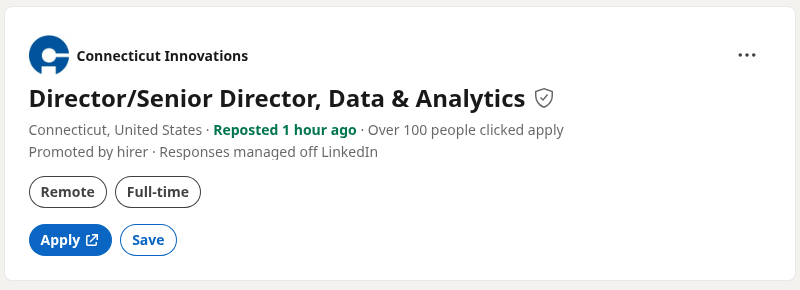 Connecticut Innovations
Director/Senior Director, Data & Analytics
Connecticut, United States · Reposted 1 hour ago · Over 100 people clicked apply
Promoted by hirer · Responses managed off LinkedIn
Remote Full-time
Apply Save